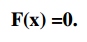 F(x) =0.